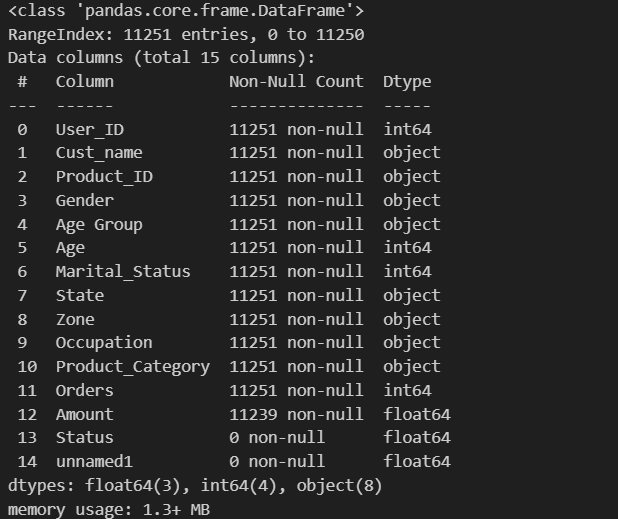 <class 'pandas.core.frame.DataFrame'>
RangeIndex: 11251 entries, 0 to 11250
Data columns (total 15 columns):
 #   Column            Non-Null Count  Dtype
---  ------            --------------  -----
 0   User_ID           11251 non-null  int64
 1   Cust_name         11251 non-null  object
 2   Product_ID        11251 non-null  object
 3   Gender            11251 non-null  object
 4   Age Group         11251 non-null  object
 5   Age               11251 non-null  int64
 6   Marital_Status    11251 non-null  int64
 7   State             11251 non-null  object
 8   Zone              11251 non-null  object
 9   Occupation        11251 non-null  object
 10  Product_Category  11251 non-null  object
 11  Orders            11251 non-null  int64
 12  Amount            11239 non-null  float64
 13  Status            0 non-null      float64
 14  unnamed1          0 non-null      float64
dtypes: float64(3), int64(4), object(8)
memory usage: 1.3+ MB